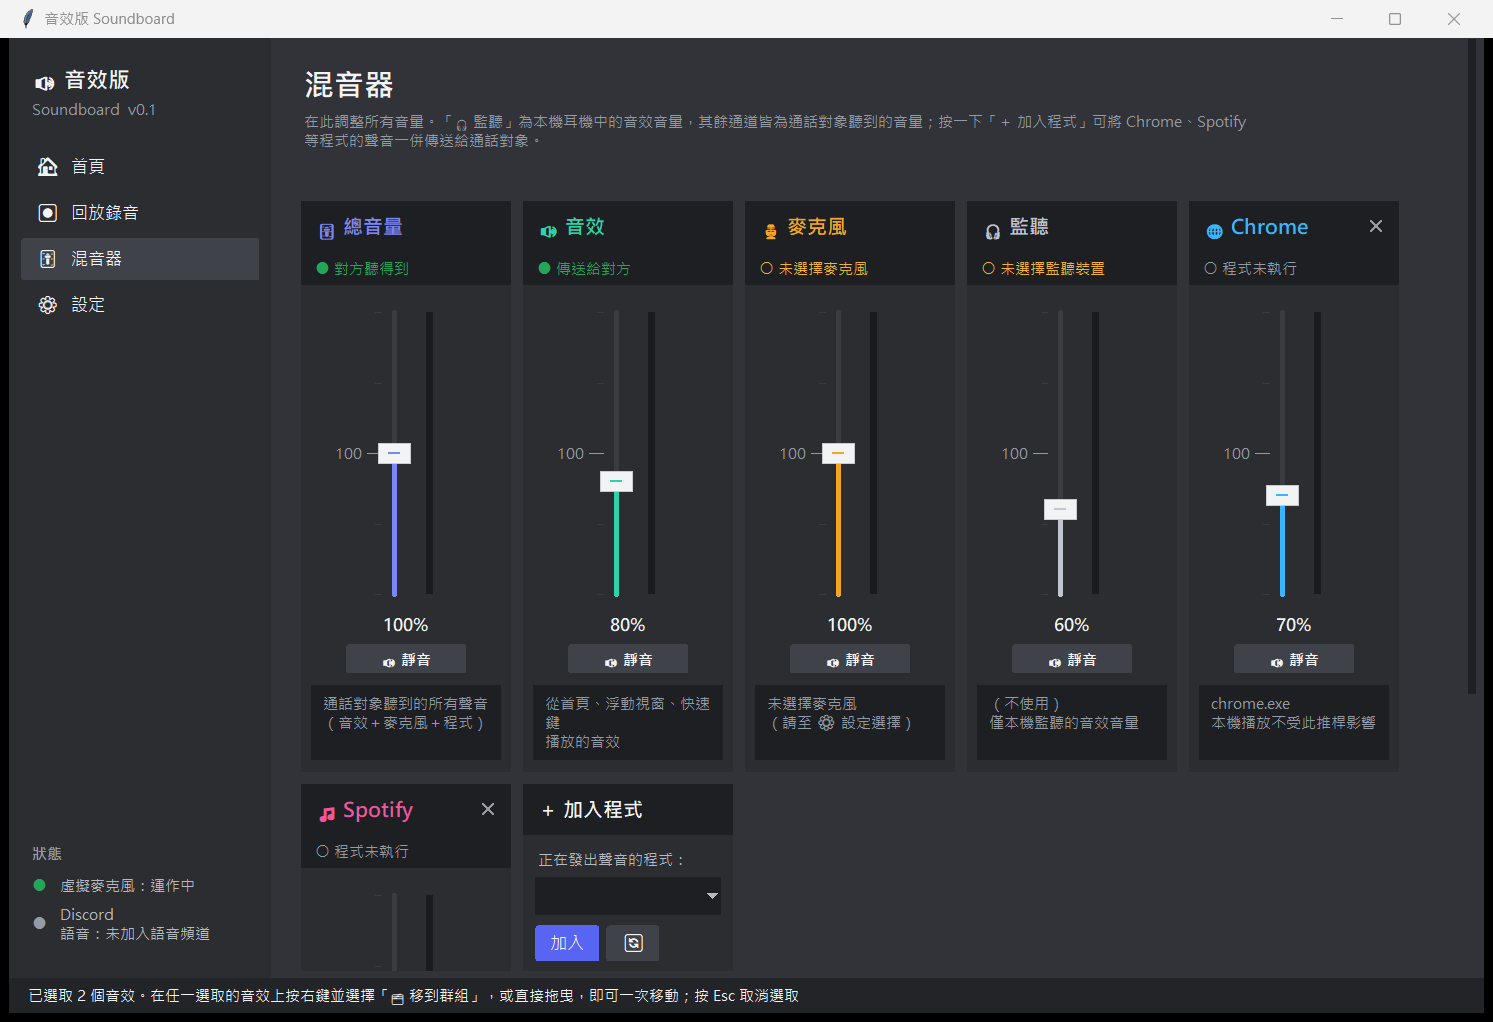 音效版 Soundboard
音效版
Soundboard v0.1
首頁
回放錄音
混音器
設定
狀態
虛擬麥克風：運作中
Discord
語音：未加入語音頻道
混音器
在此調整所有音量。「🎧 監聽」為本機耳機中的音效音量，其餘通道皆為通話對象聽到的音量；按一下「＋ 加入程式」可將 Chrome、Spotify
等程式的聲音一併傳送給通話對象。
總音量
對方聽得到
100
100%
靜音
通話對象聽到的所有聲音
（音效＋麥克風＋程式）
音效
傳送給對方
100
80%
靜音
從首頁、浮動視窗、快速
鍵
播放的音效
麥克風
未選擇麥克風
100
100%
靜音
未選擇麥克風
（請至 ⚙ 設定選擇）
監聽
未選擇監聽裝置
100
60%
靜音
（不使用）
僅本機監聽的音效音量
Chrome
程式未執行
100
70%
靜音
chrome.exe
本機播放不受此推桿影響
Spotify
程式未執行
＋ 加入程式
正在發出聲音的程式：
加入
已選取 2 個音效。在任一選取的音效上按右鍵並選擇「🗃 移到群組」，或直接拖曳，即可一次移動；按 Esc 取消選取